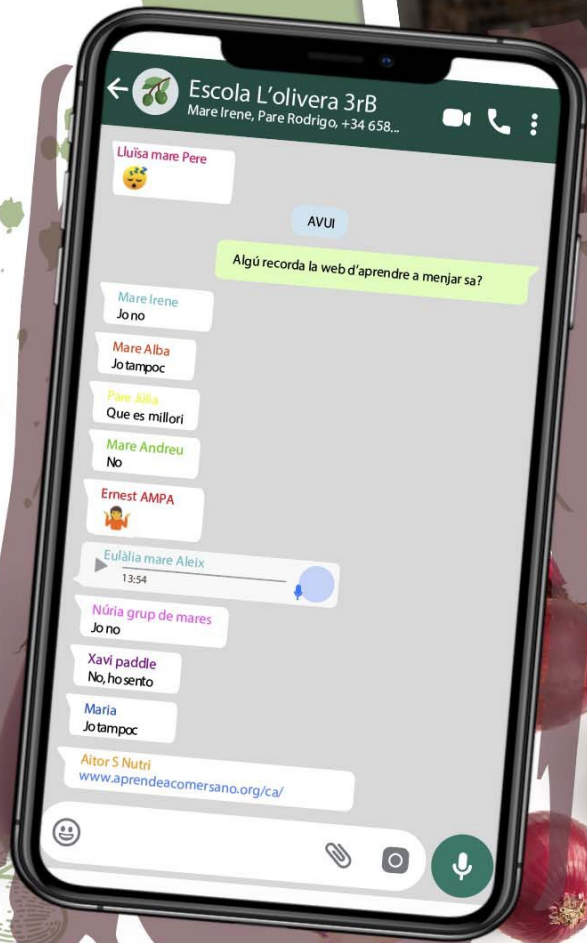 Escola L'olivera 3rB
Mare Irene, Pare Rodrigo, +34 658...
Lluïsa mare Pere
AVUI
Algú recorda la web d'aprendre a menjar sa?
Mare Irene
Jo no
Mare Alba
Jo tampoc
Pare Júlia
Que es millori
Mare Andreu
No
Ernest AMPA
Eulàlia mare Aleix
13:54
Núria grup de mares
Jo no
Xavi paddle
No, ho sento
Maria
Jo tampoc
Aitor S Nutri
www.aprendeacomersano.org/ca/